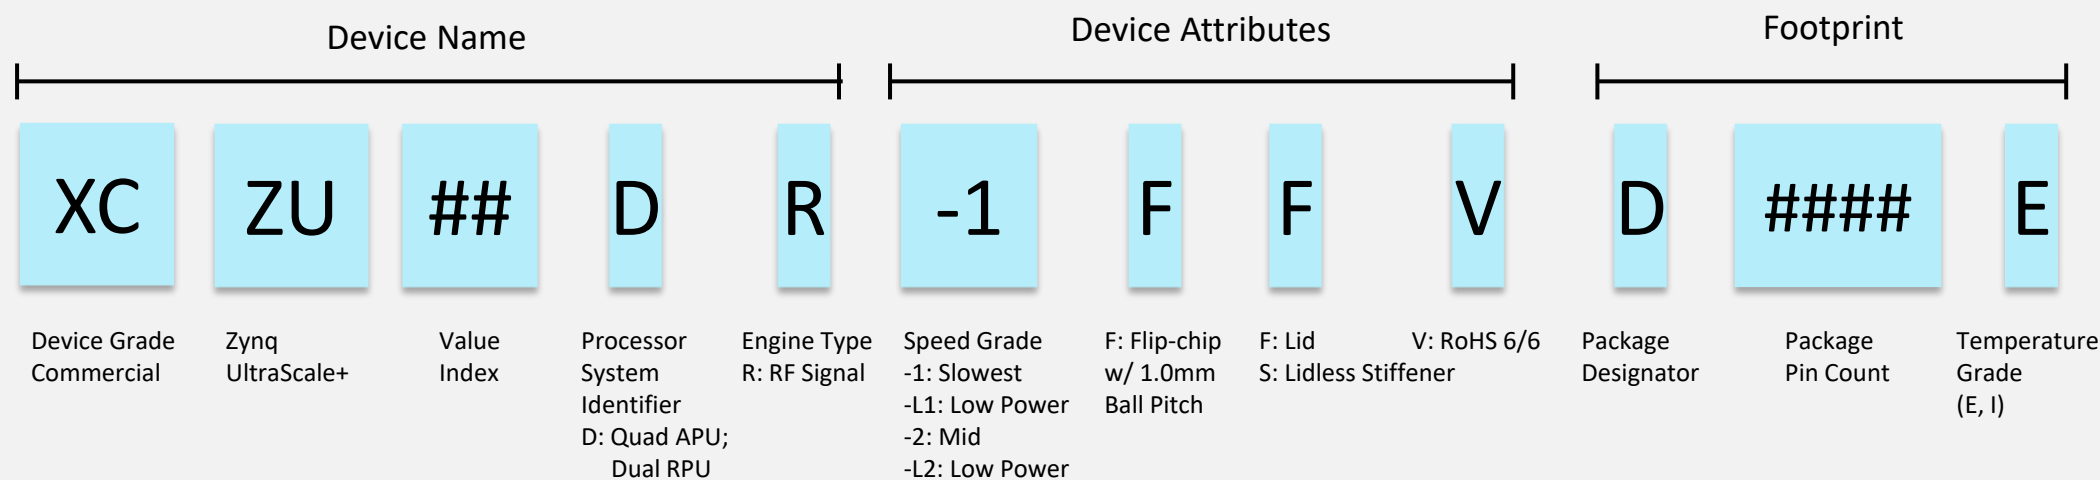 Device Name
Device Attributes
Footprint
XC
ZU
##
D
R
-1
F
F
V
D
####
E
Device Grade
Commercial
Zynq
UltraScale+
Value
Index
Processor
System
Identifier
D: Quad APU;
Dual RPU
Engine Type
R: RF Signal
Speed Grade
-1: Slowest
-L1: Low Power
-2: Mid
-L2: Low Power
F: Flip-chip
w/ 1.0mm
Ball Pitch
F: Lid
S: Lidless Stiffener
V: RoHS 6/6
Package
Designator
Package
Pin Count
Temperature
Grade
(E, I)